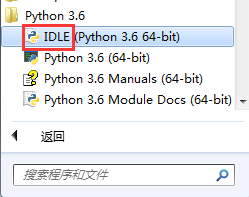 Python 3.6
IDLE (Python 3.6 64-bit)
Python 3.6 (64-bit)
Python 3.6 Manuals (64-bit)
Python 3.6 Module Docs (64-bit)
返回
搜索程序和文件